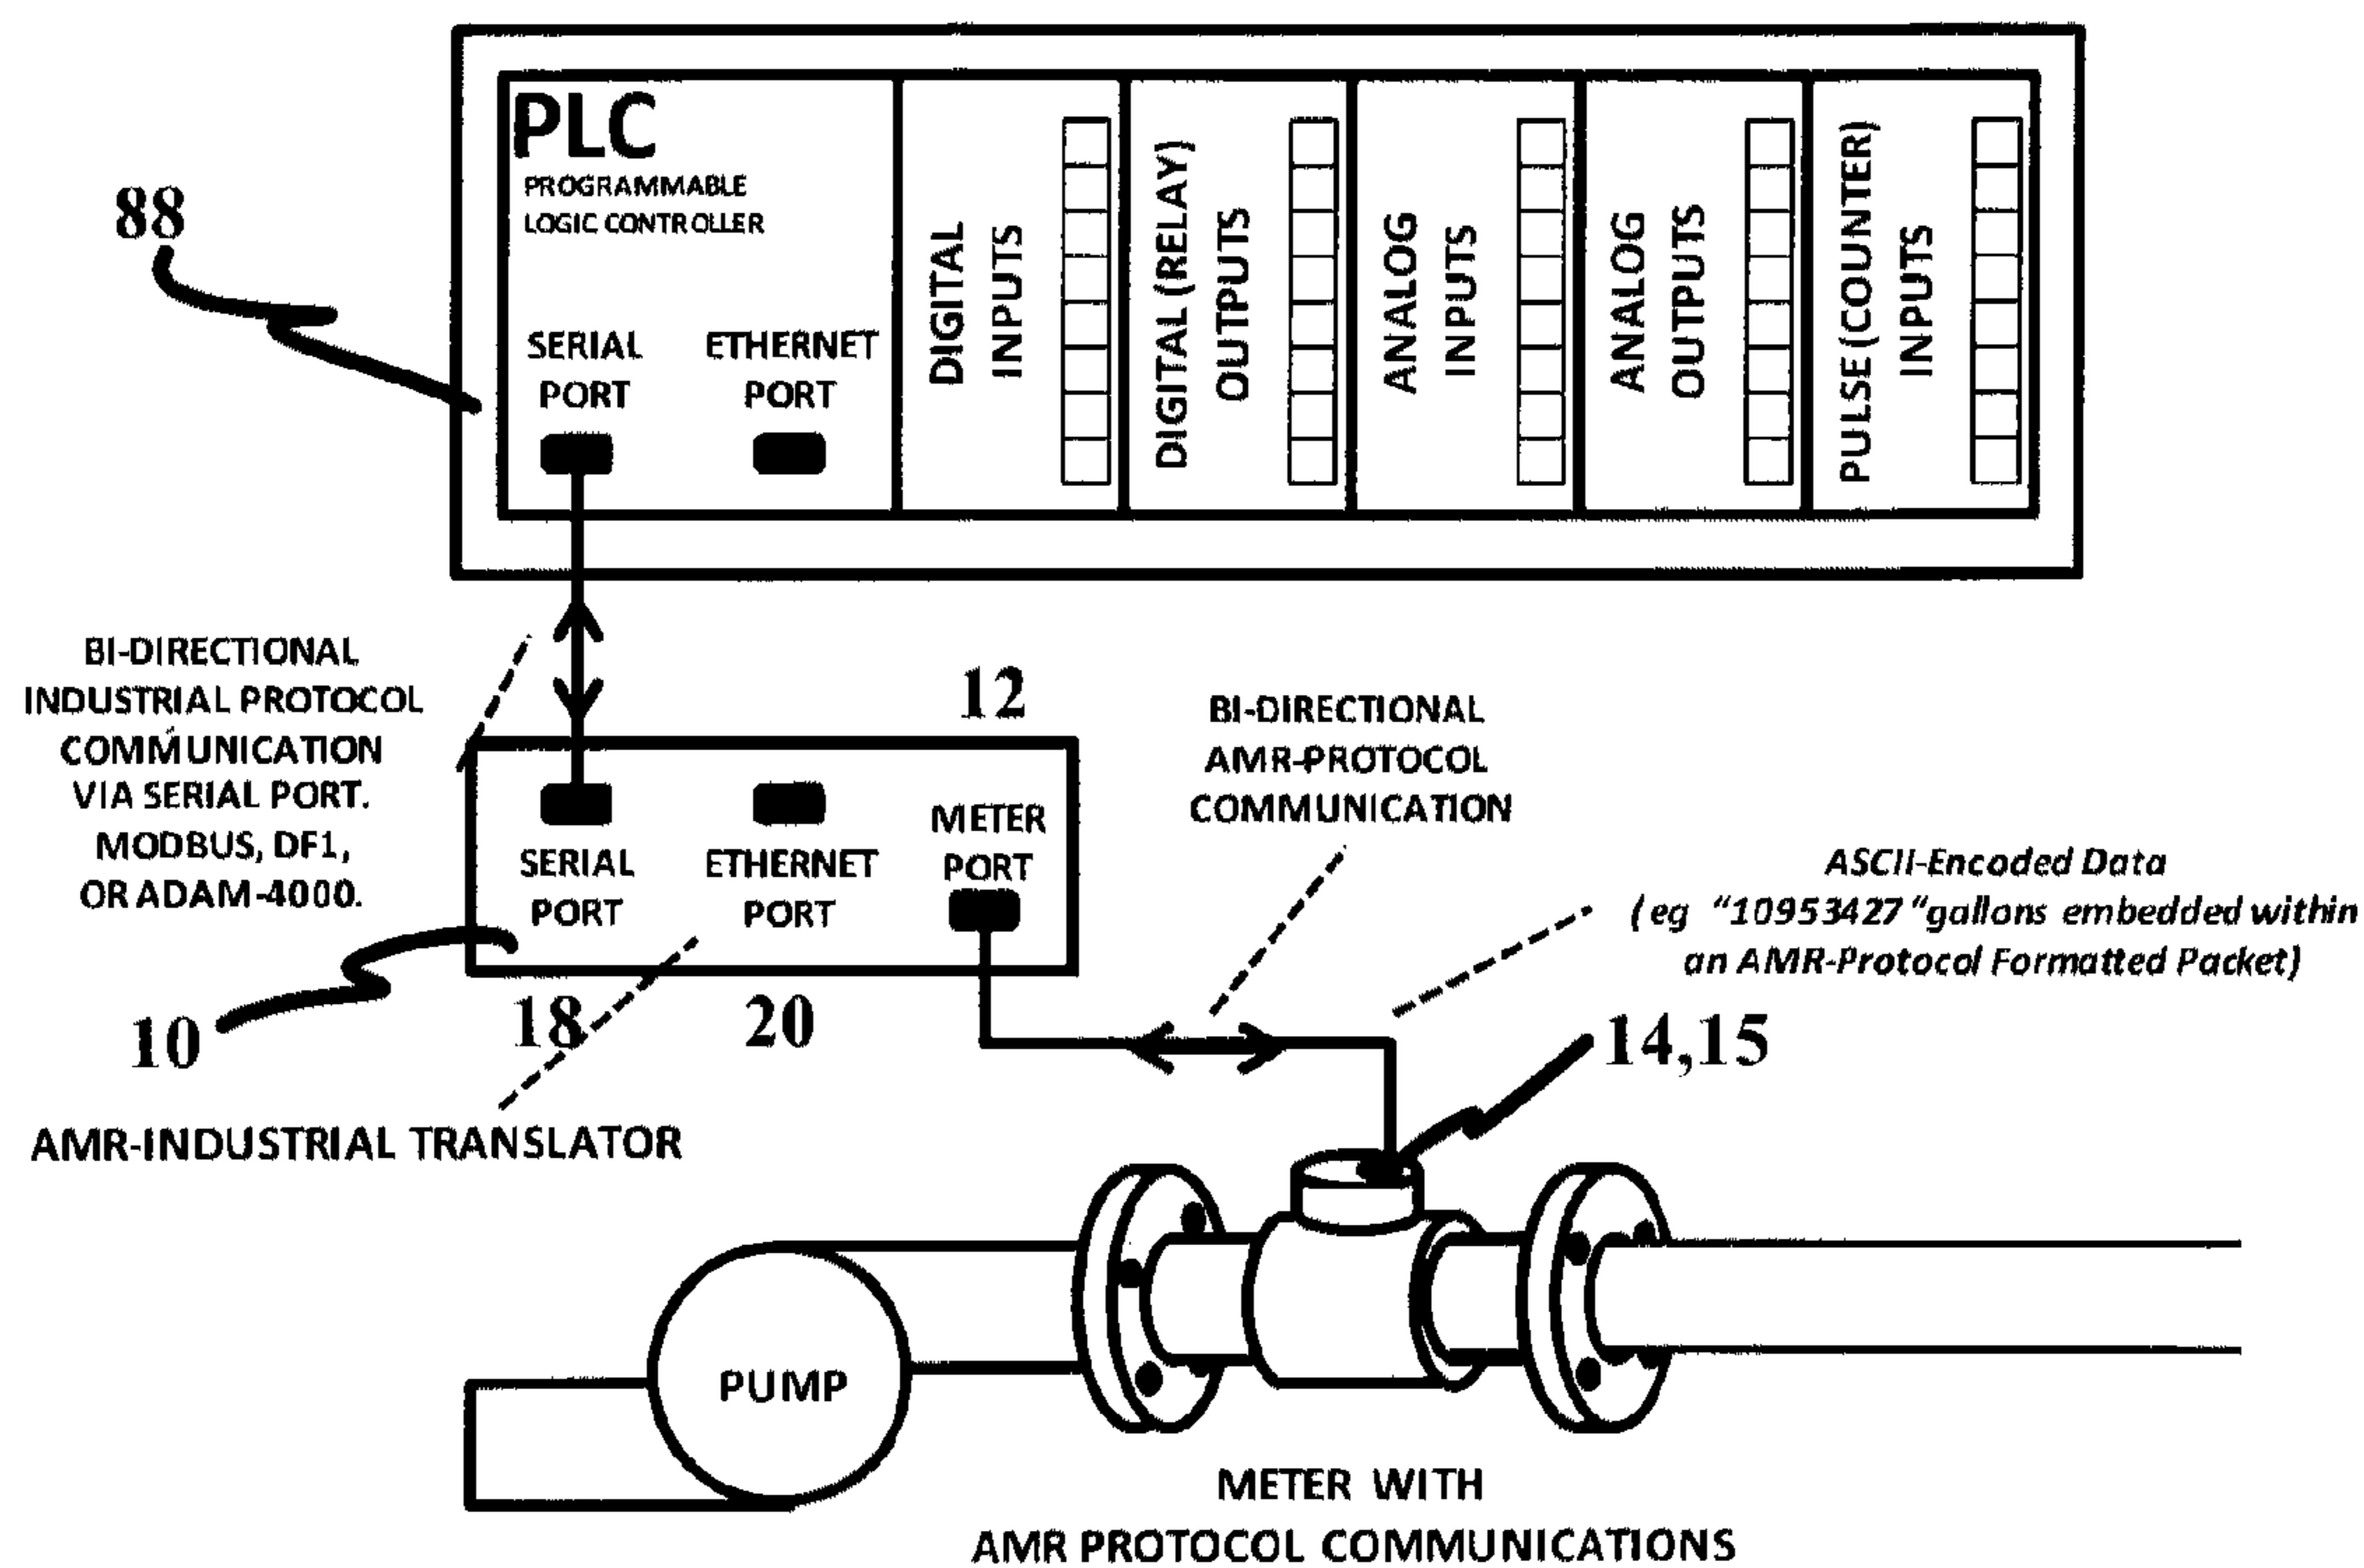 PLC
PROGRAMMABLE
LOGIC CONTROLLER
88
SERIAL
PORT
ETHERNET
PORT
DIGITAL
INPUTS
DIGITAL (RELAY)
OUTPUTS
ANALOG
INPUTS
ANALOG
OUTPUTS
PULSE (COUNTER)
INPUTS
BI-DIRECTIONAL
INDUSTRIAL PROTOCOL
COMMUNICATION
VIA SERIAL PORT.
MODBUS, DF1,
OR ADAM-4000.
12
SERIAL
PORT
ETHERNET
PORT
METER
PORT
BI-DIRECTIONAL
AMR-PROTOCOL
COMMUNICATION
ASCII-Encoded Data
(eg "10953427 "gallons embedded within
an AMR-Protocol Formatted Packet)
10
18
20
14,15
AMR-INDUSTRIAL TRANSLATOR
PUMP
METER WITH
AMR PROTOCOL COMMUNICATIONS